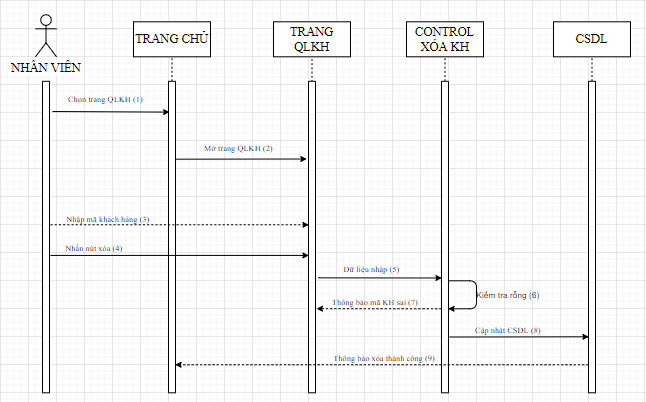 NHÂN VIÊN
TRANG CHỦ
TRANG
QLKH
CONTROL
XÓA KH
CSDL
Chọn trang QLKH (1)
Mở trang QLKH (2)
Nhập mã khách hàng (3)
Nhấn nút xóa (4)
Dữ liệu nhập (5)
Kiểm tra rỗng (6)
Thông báo mã KH sai (7)
Cập nhật CSDL (8)
Thông báo xóa thành công (9)